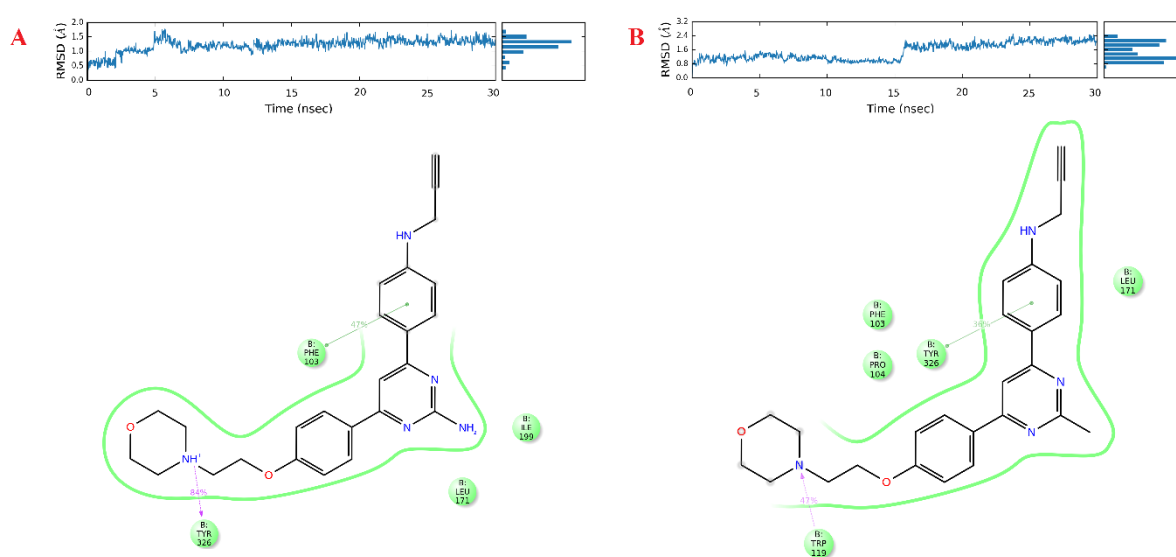 A
RMSD (Å)
2.0
1.5
1.0
0.5
0.0
0 5 10 15 20 25 30
Time (nsec)
HN
47%
B:
PHE
103
N
N
NH₂
B:
ILE
199
O
NH⁺
O
84%
B:
LEU
171
B:
TYR
326
B
RMSD (Å)
3.2
2.4
1.6
0.8
0.0
0 5 10 15 20 25 30
Time (nsec)
HN
B:
LEU
171
B:
PHE
103
B:
TYR
326
B:
PRO
104
N
N
O
N
O
47%
B:
TRP
119